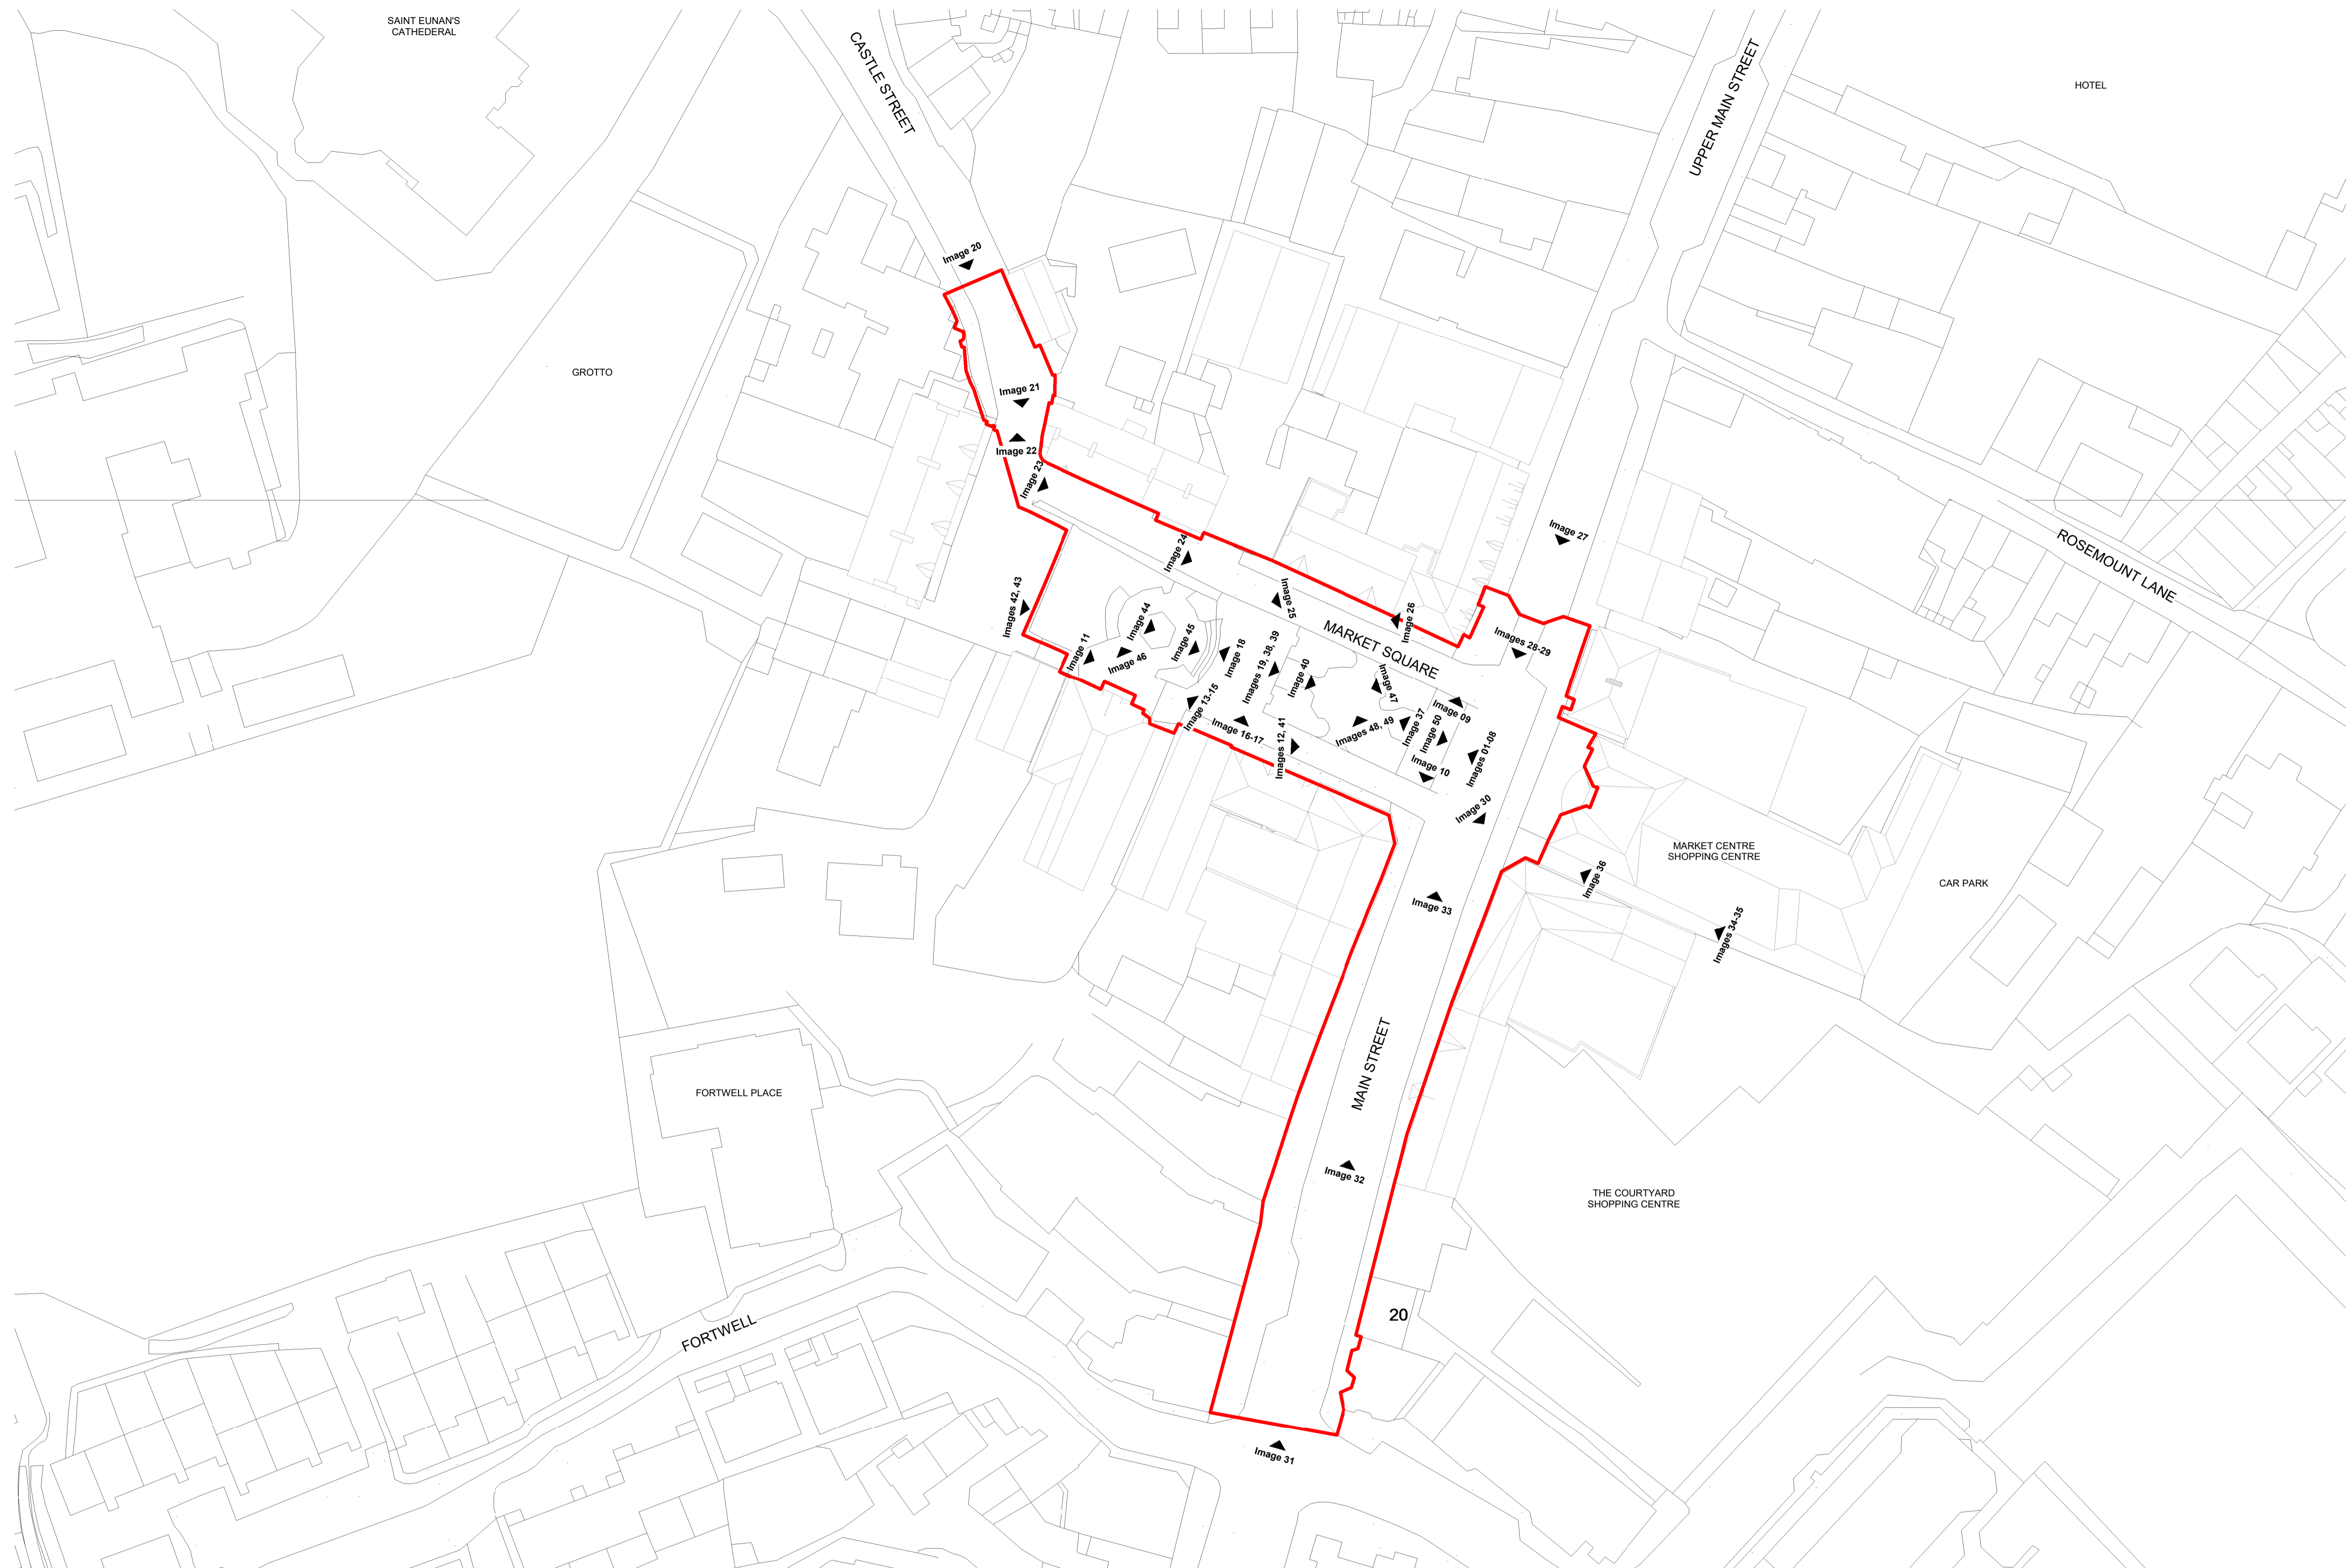 SAINT EUNAN'S
CATHEDERAL
CASTLE STREET
UPPER MAIN STREET
HOTEL
Image 20
GROTTO
Image 21
Image 22
Image 23
Image 24
Image 25
Image 26
Image 27
ROSEMOUNT LANE
Images 42, 43
Image 11
Image 44
Image 46
Image 45
Image 18
Images 19, 38, 39
Image 40
MARKET SQUARE
Images 28-29
Image 47
Image 09
Image 13-15
Image 16-17
Images 12, 41
Images 48, 49
Image 37
Image 50
Image 10
Images 01-08
Image 30
MARKET CENTRE
SHOPPING CENTRE
CAR PARK
Image 36
Image 33
Images 34-35
MAIN STREET
FORTWELL PLACE
Image 32
THE COURTYARD
SHOPPING CENTRE
20
FORTWELL
Image 31